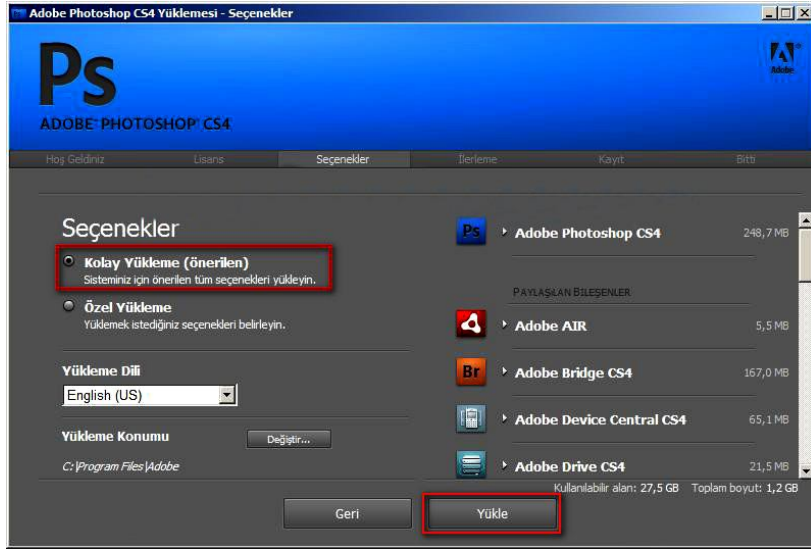 Adobe Photoshop CS4 Yüklemesi - Seçenekler
Ps
ADOBE® PHOTOSHOP® CS4
Adobe
Hoş Geldiniz Lisans Seçenekler İlerleme Kayıt Bitti
Seçenekler
Kolay Yükleme (önerilen)
Sisteminiz için önerilen tüm seçenekleri yükleyin.
Özel Yükleme
Yüklemek istediğiniz seçenekleri belirleyin.
Yükleme Dili
English (US)
Yükleme Konumu
Değiştir...
C:\Program Files\Adobe
Ps Adobe Photoshop CS4 248,7 MB
PAYLAŞILAN BİLEŞENLER
Adobe AIR 5,5 MB
Br Adobe Bridge CS4 167,0 MB
Adobe Device Central CS4 65,1 MB
Adobe Drive CS4 21,5 MB
Kullanılabilir alan: 27,5 GB Toplam boyut: 1,2 GB
Geri Yükle